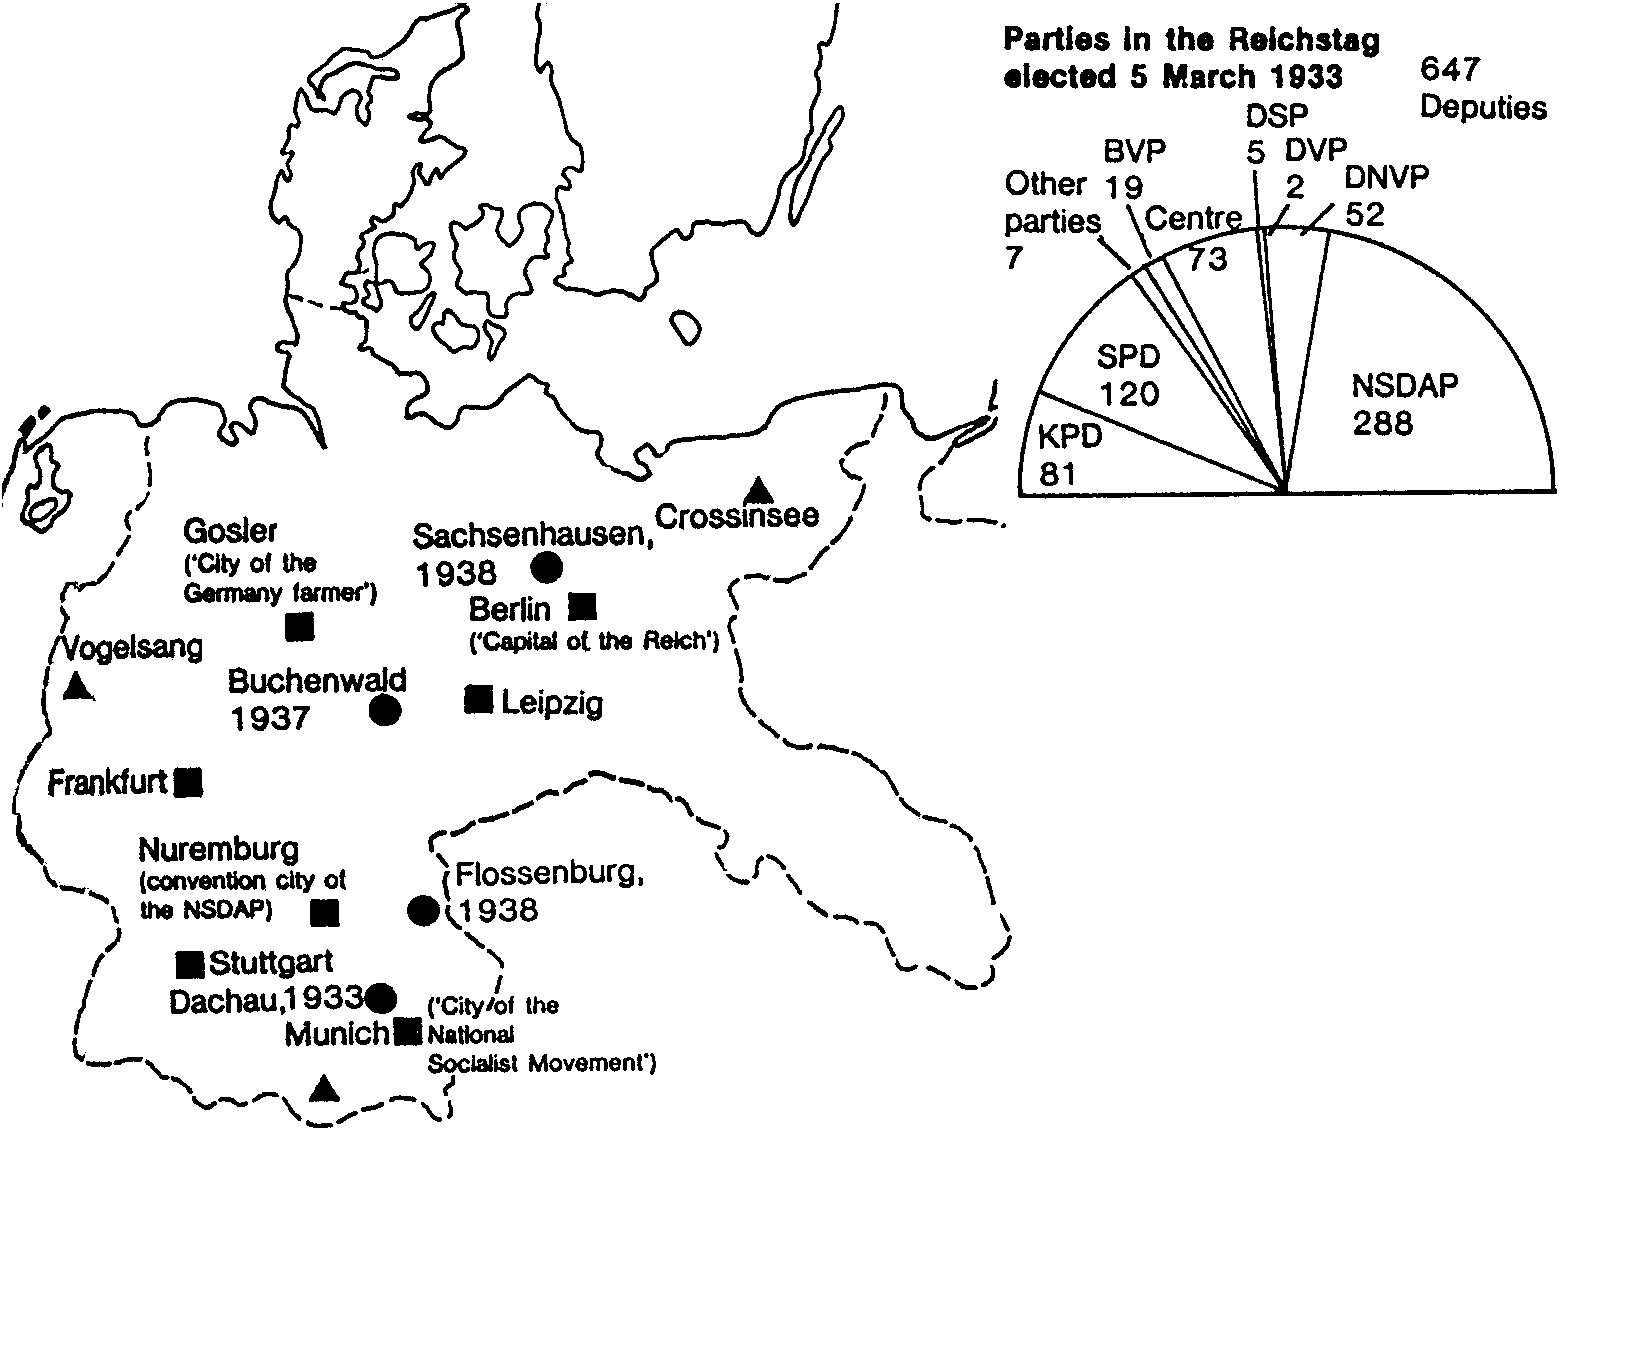 Parties in the Reichstag
elected 5 March 1933
647
Deputies
DSP
5
DVP
2
BVP
19
DNVP
52
Other
parties
7
Centre
73
SPD
120
NSDAP
288
KPD
81
Crossinsee
Gosler
('City of the
Germany farmer')
Sachsenhausen,
1938
Berlin
('Capital of the Reich')
Vogelsang
Buchenwald
1937
Leipzig
Frankfurt
Nuremburg
(convention city of
the NSDAP)
Flossenburg,
1938
Stuttgart
Dachau,1933
Munich
('City of the
National
Socialist Movement')